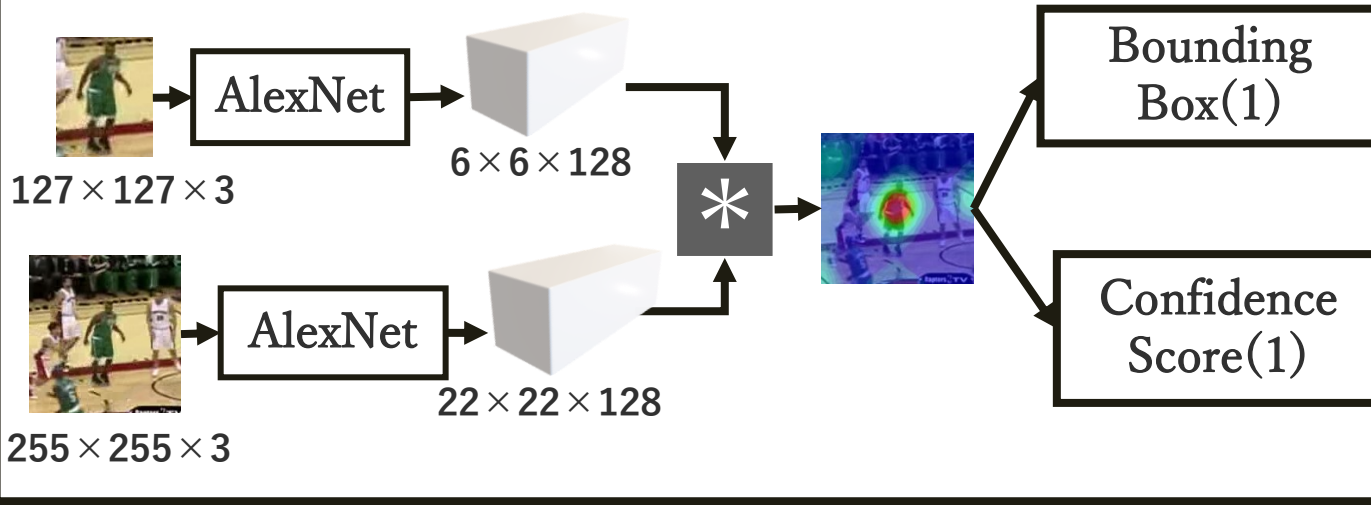 AlexNet
6×6×128
127×127×3
*
AlexNet
22×22×128
255×255×3
Bounding
Box(1)
Confidence
Score(1)